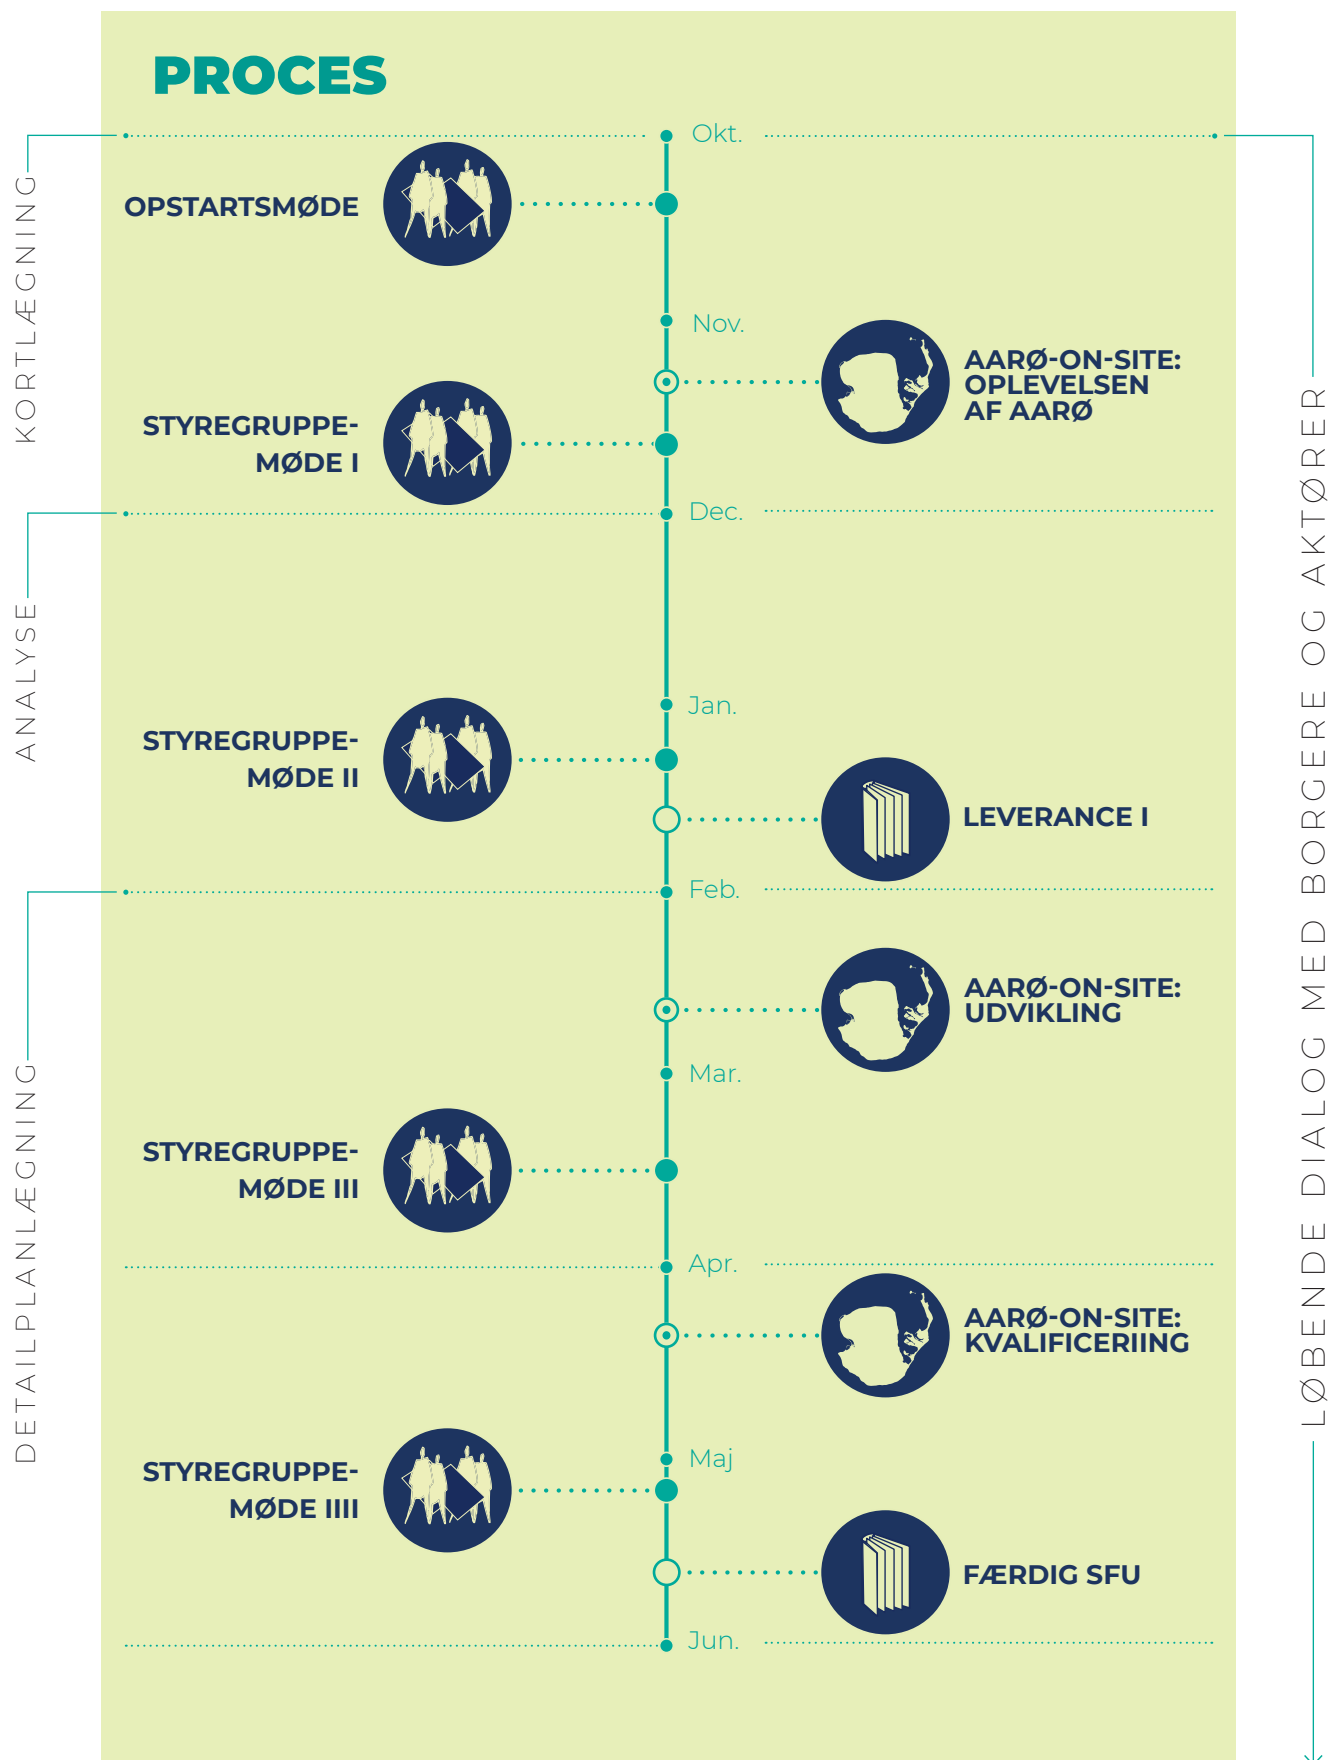 PROCES
KORTLÆGNING
Okt.
OPSTARTSMØDE
Nov.
AARØ-ON-SITE:
OPLEVELSEN
AF AARØ
STYREGRUPPE-
MØDE I
Dec.
ANALYSE
Jan.
STYREGRUPPE-
MØDE II
LEVERANCE I
Feb.
DETAILPLANLÆGNING
AARØ-ON-SITE:
UDVIKLING
Mar.
STYREGRUPPE-
MØDE III
Apr.
AARØ-ON-SITE:
KVALIFICERIING
Maj
STYREGRUPPE-
MØDE IIII
FÆRDIG SFU
Jun.
LØBENDE DIALOG MED BORGERE OG AKTØRER